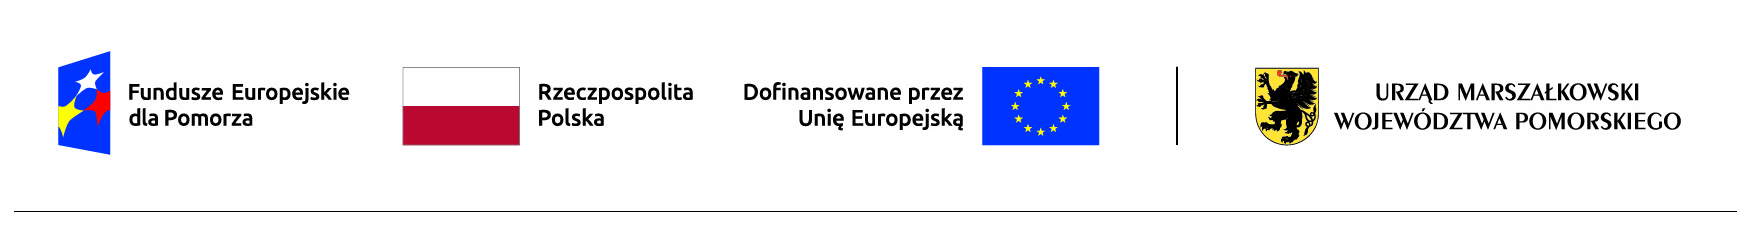 Fundusze Europejskie
dla Pomorza
Rzeczpospolita
Polska
Dofinansowane przez
Unię Europejską
URZĄD MARSZAŁKOWSKI
WOJEWÓDZTWA POMORSKIEGO